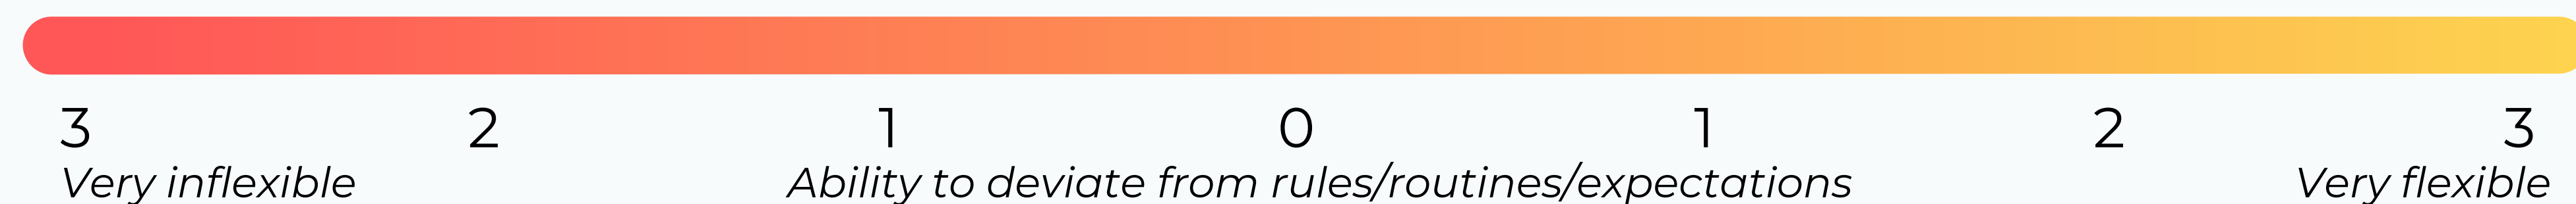 3 2 1 0 1 2 3
Very inflexible Ability to deviate from rules/routines/expectations Very flexible